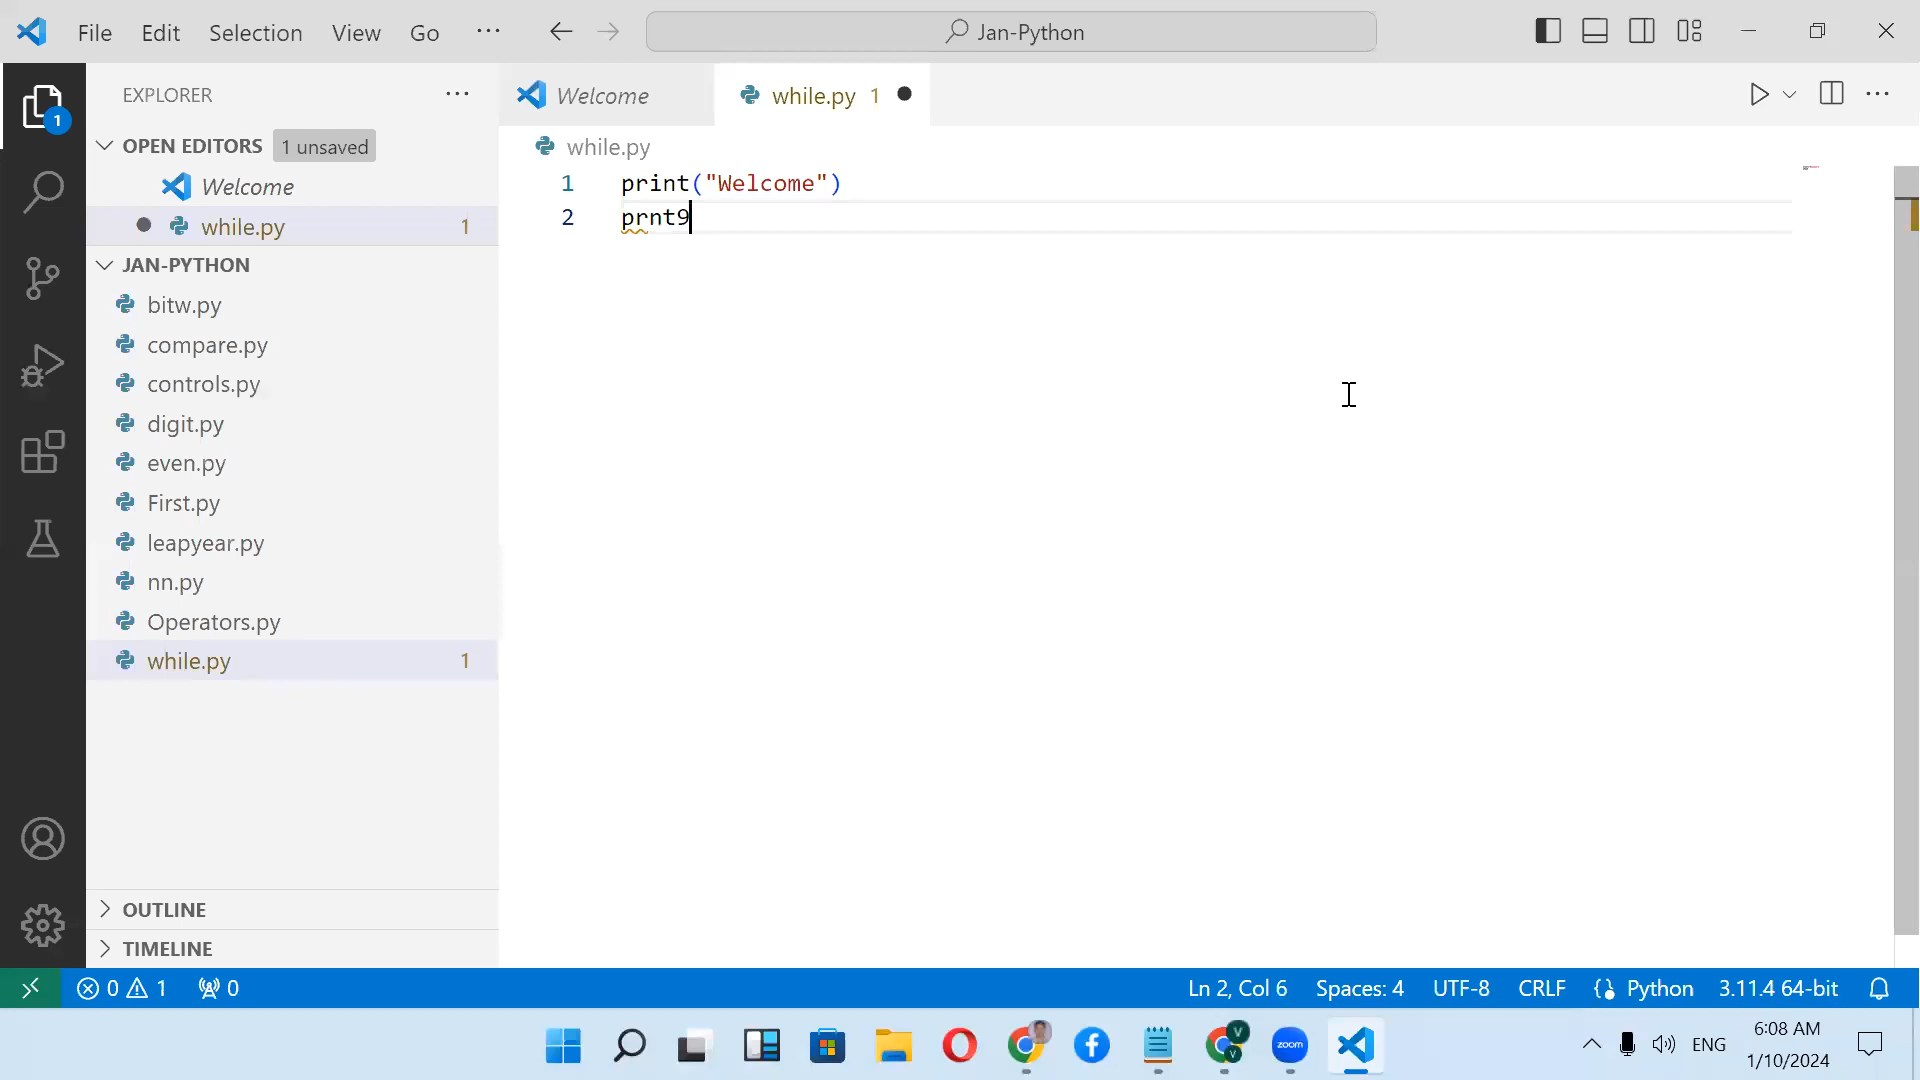 File Edit Selection View Go ··· Jan-Python
EXPLORER
1
OPEN EDITORS 1 unsaved
Welcome
while.py 1
JAN-PYTHON
bitw.py
compare.py
controls.py
digit.py
even.py
First.py
leapyear.py
nn.py
Operators.py
while.py 1
OUTLINE
TIMELINE
Welcome while.py 1
while.py
1 print("Welcome")
2 prnt9
0 1 0 Ln 2, Col 6 Spaces: 4 UTF-8 CRLF Python 3.11.4 64-bit
V
V
zoom
ENG
6:08 AM
1/10/2024